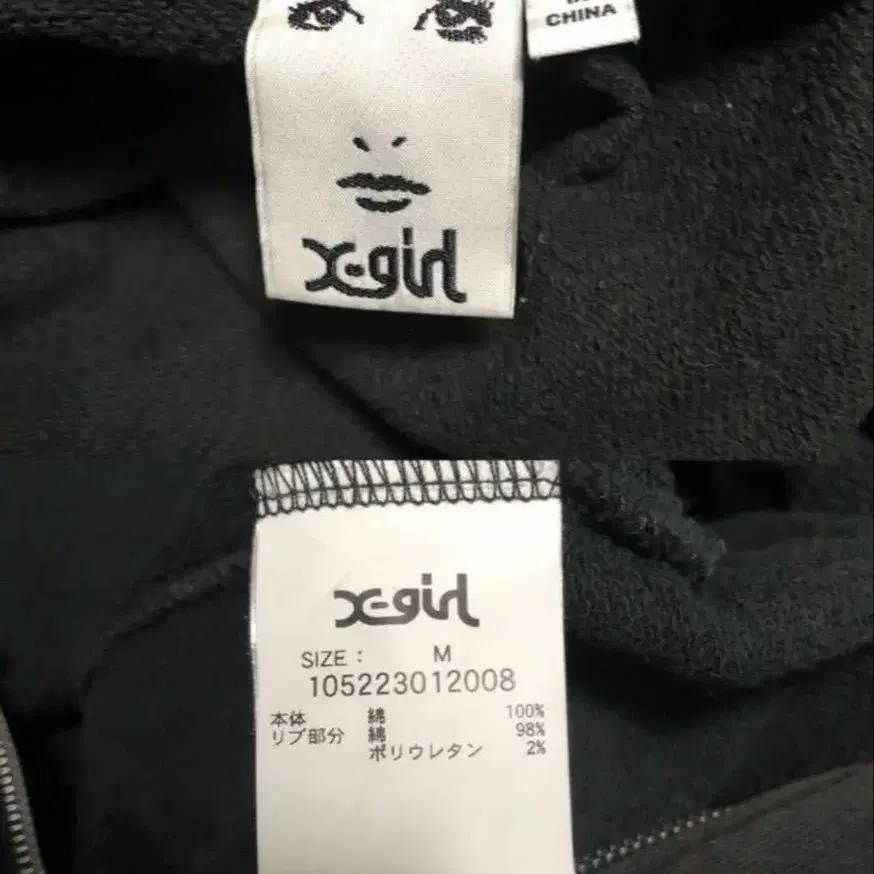 CHINA
X-girl
X-girl
SIZE : M
105223012008
本体 綿 100%
リブ部分 綿 98%
ポリウレタン 2%